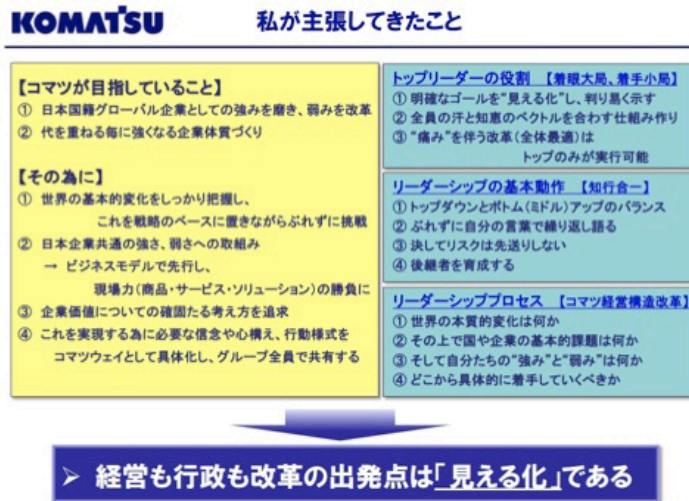 KOMATSU
私が主張してきたこと
【コマツが目指していること】
① 日本国籍グローバル企業としての強みを磨き、弱みを改革
② 代を重ねる毎に強くなる企業体質づくり
【その為に】
① 世界の基本的変化をしっかり把握し、
これを戦略のベースに置きながらぶれずに挑戦
② 日本企業共通の強さ、弱さへの取組み
→ ビジネスモデルで先行し、
現場力(商品・サービス・ソリューション)の勝負に
③ 企業価値についての確固たる考え方を追求
④ これを実現する為に必要な信念や心構え、行動様式を
コマツウェイとして具体化し、グループ全員で共有する
トップリーダーの役割 【着眼大局、着手小局】
① 明確なゴールを“見える化”し、判り易く示す
② 全員の汗と知恵のベクトルを合わす仕組み作り
③ “痛み”を伴う改革(全体最適)は
トップのみが実行可能
リーダーシップの基本動作 【知行合一】
①トップダウンとボトム(ミドル)アップのバランス
② ぶれずに自分の言葉で繰り返し語る
③ 決してリスクは先送りしない
④ 後継者を育成する
リーダーシッププロセス 【コマツ経営構造改革】
① 世界の本質的変化は何か
② その上で国や企業の基本的課題は何か
③ そして自分たちの“強み”と“弱み”は何か
④ どこから具体的に着手していくべきか
➢ 経営も行政も改革の出発点は「見える化」である